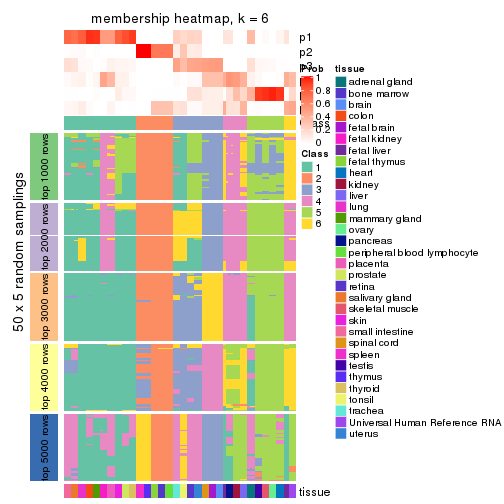 membership heatmap, k = 6
p1
p2
Prob
1
0.8
0.6
0.4
0.2
0
Class
1
2
3
4
5
6
tissue
adrenal gland
bone marrow
brain
colon
fetal brain
fetal kidney
fetal liver
fetal thymus
heart
kidney
liver
lung
mammary gland
ovary
pancreas
peripheral blood lymphocyte
placenta
prostate
retina
salivary gland
skeletal muscle
skin
small intestine
spinal cord
spleen
testis
thymus
thyroid
tonsil
trachea
Universal Human Reference RNA
uterus
50 x 5 random samplings
top 1000 rows
top 2000 rows
top 3000 rows
top 4000 rows
top 5000 rows
tissue